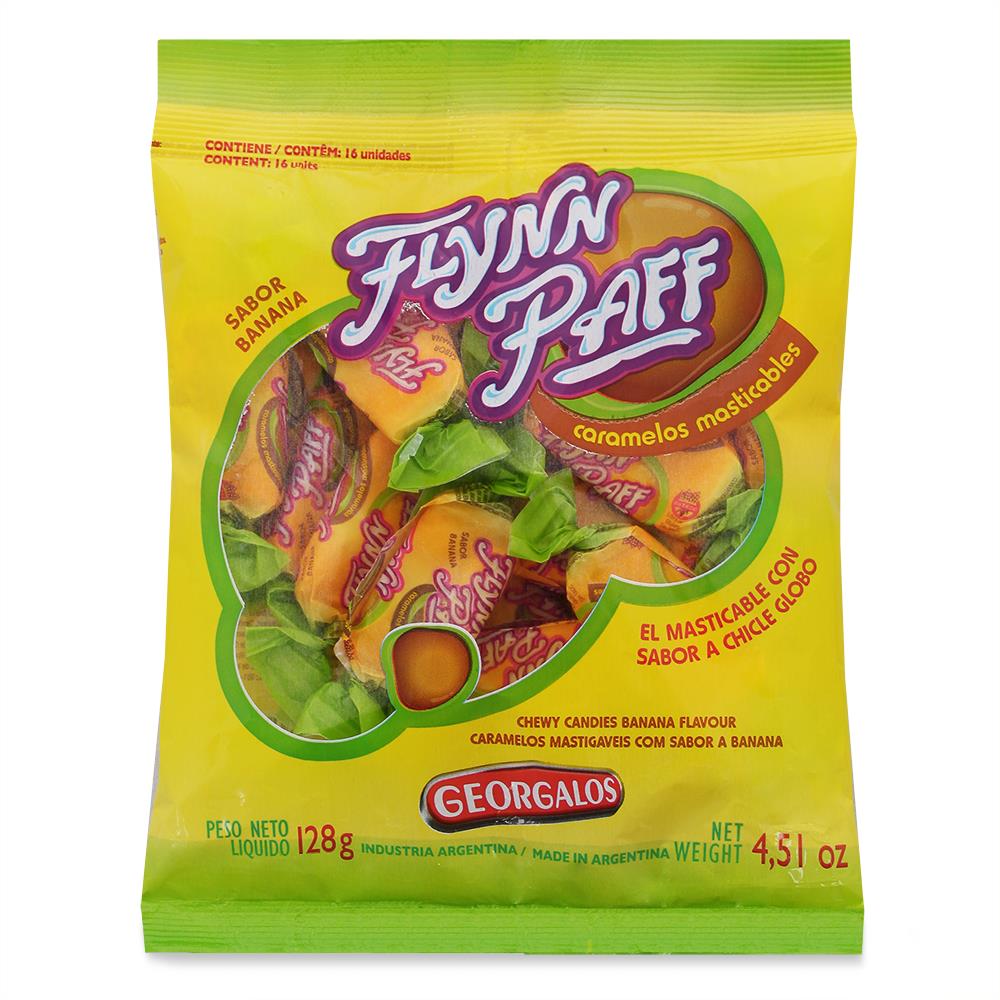 CONTIENE / CONTÊM: 16 unidades
CONTENT: 16 units
FLYNN
PAFF
SABOR
BANANA
caramelos masticables
EL MASTICABLE CON
SABOR A CHICLE GLOBO
CHEWY CANDIES BANANA FLAVOUR
CARAMELOS MASTIGAVEIS COM SABOR A BANANA
GEORGALOS
PESO NETO
LIQUIDO 128g
INDUSTRIA ARGENTINA / MADE IN ARGENTINA
NET
WEIGHT 4,51 oz